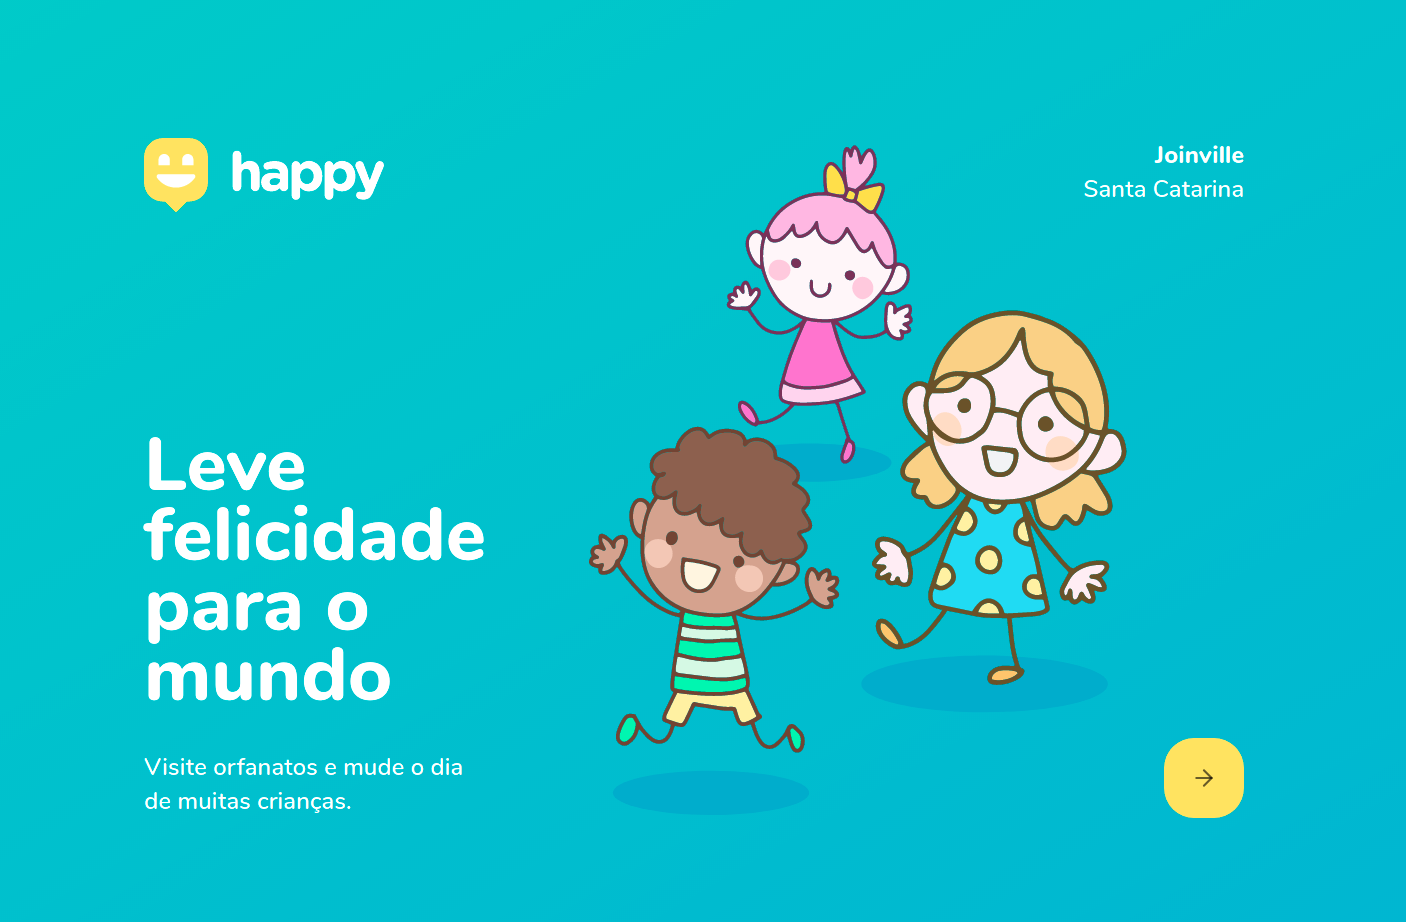 happy
Joinville
Santa Catarina
Leve
felicidade
para o
mundo
Visite orfanatos e mude o dia
de muitas crianças.